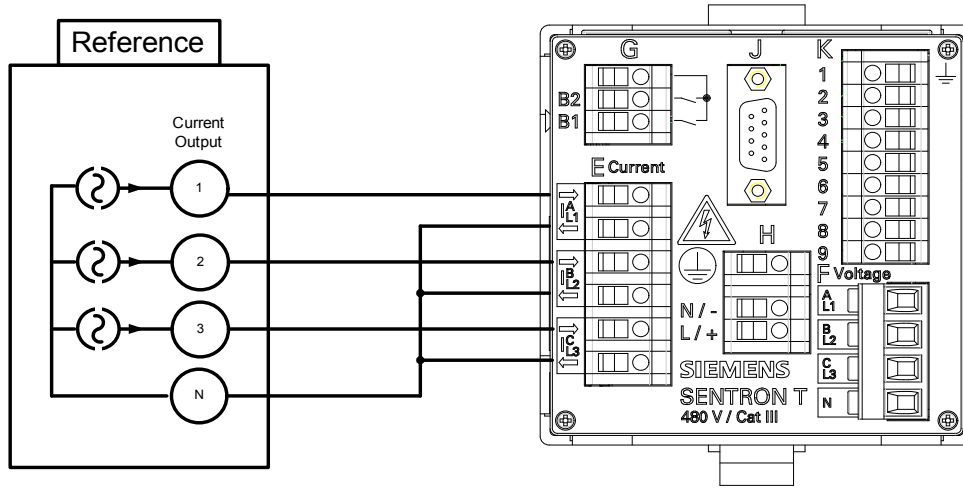 Reference
Current
Output
1
2
3
N
G
B2
B1
E Current
I A L1
I B L2
I C L3
J
H
N / -
L / +
SIEMENS
SENTRON T
480 V / Cat III
K
1
2
3
4
5
6
7
8
9
F Voltage
A
L1
B
L2
C
L3
N